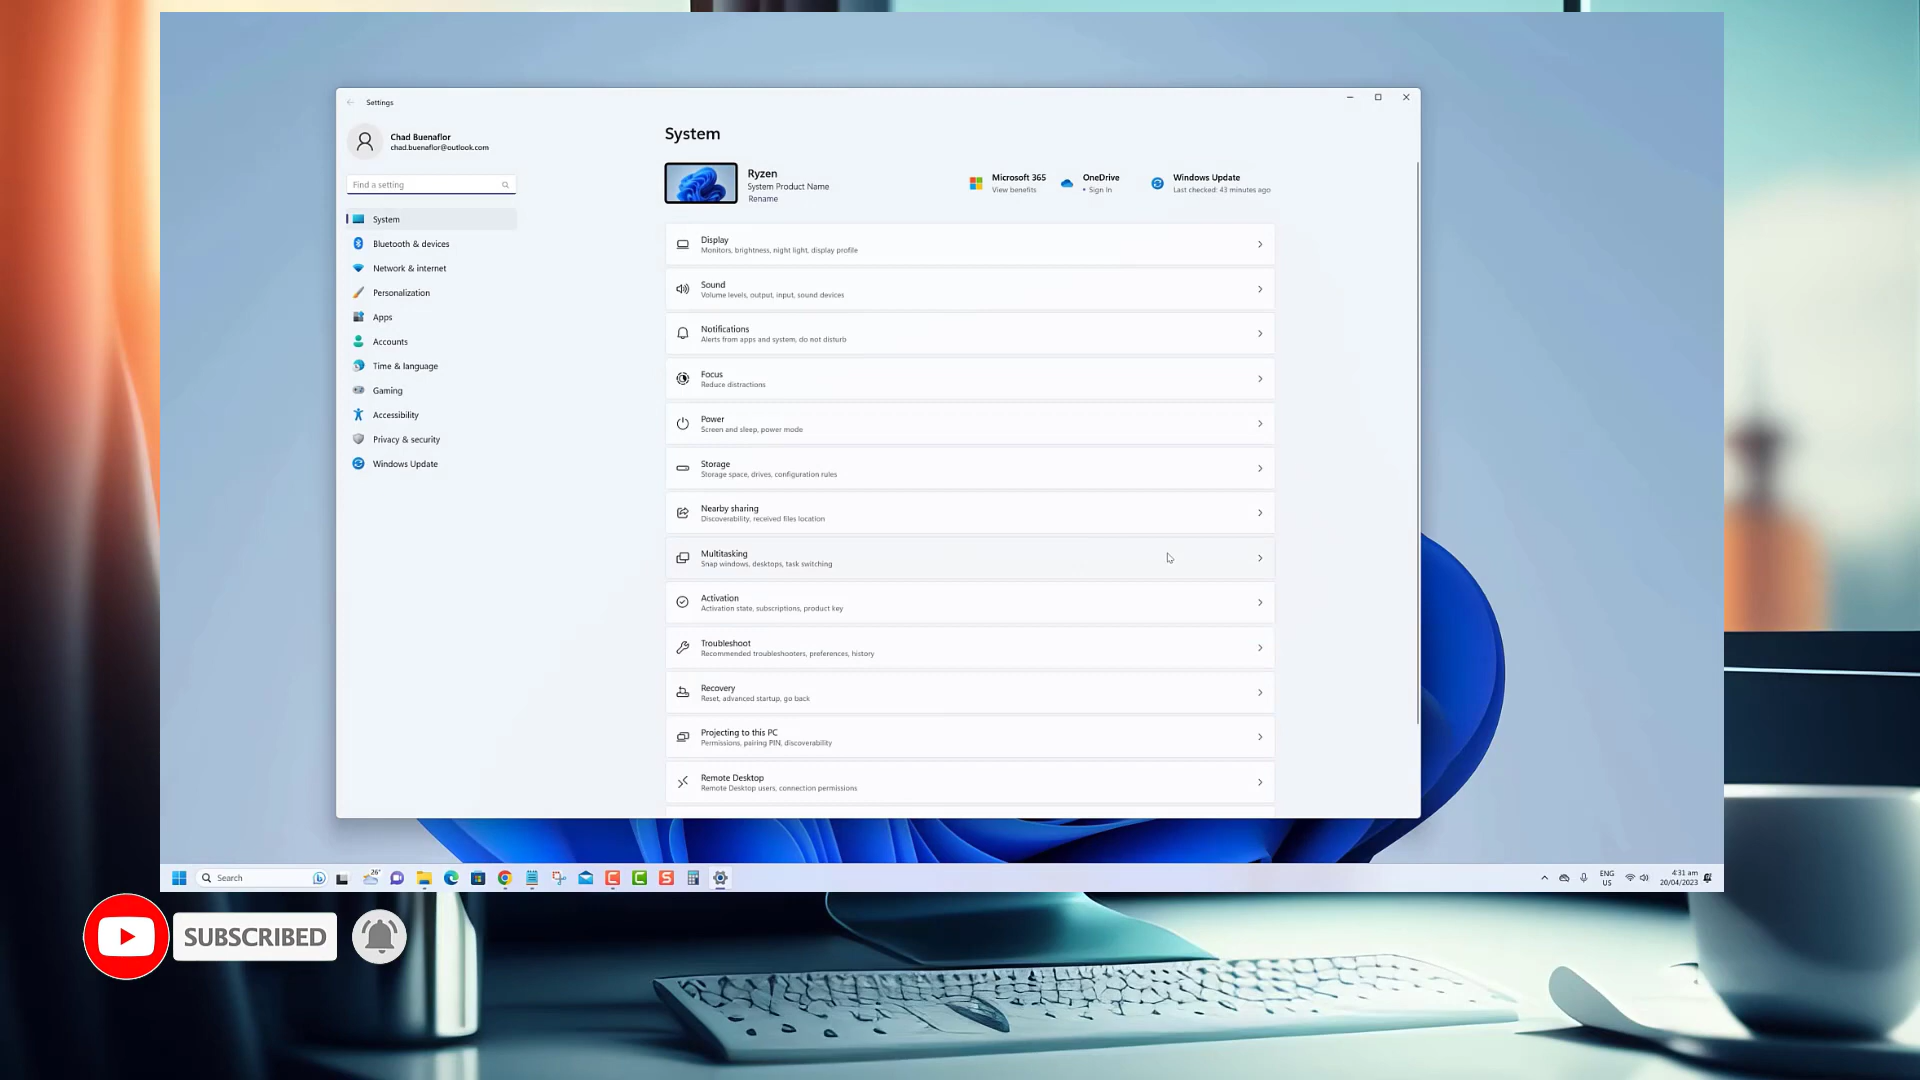 Settings
Chad Buenaflor
chad.buenaflor@outlook.com
Find a setting
System
Bluetooth & devices
Network & internet
Personalization
Apps
Accounts
Time & language
Gaming
Accessibility
Privacy & security
Windows Update
System
Ryzen
System Product Name
Rename
Microsoft 365
View benefits
OneDrive
• Sign In
Windows Update
Last checked: 43 minutes ago
Display
Monitors, brightness, night light, display profile
Sound
Volume levels, output, input, sound devices
Notifications
Alerts from apps and system, do not disturb
Focus
Reduce distractions
Power
Screen and sleep, power mode
Storage
Storage space, drives, configuration rules
Nearby sharing
Discoverability, received files location
Multitasking
Snap windows, desktops, task switching
Activation
Activation state, subscriptions, product key
Troubleshoot
Recommended troubleshooters, preferences, history
Recovery
Reset, advanced startup, go back
Projecting to this PC
Permissions, pairing PIN, discoverability
Remote Desktop
Remote Desktop users, connection permissions
Search
26°
ENG
US
4:31 am
20/04/2023
SUBSCRIBED